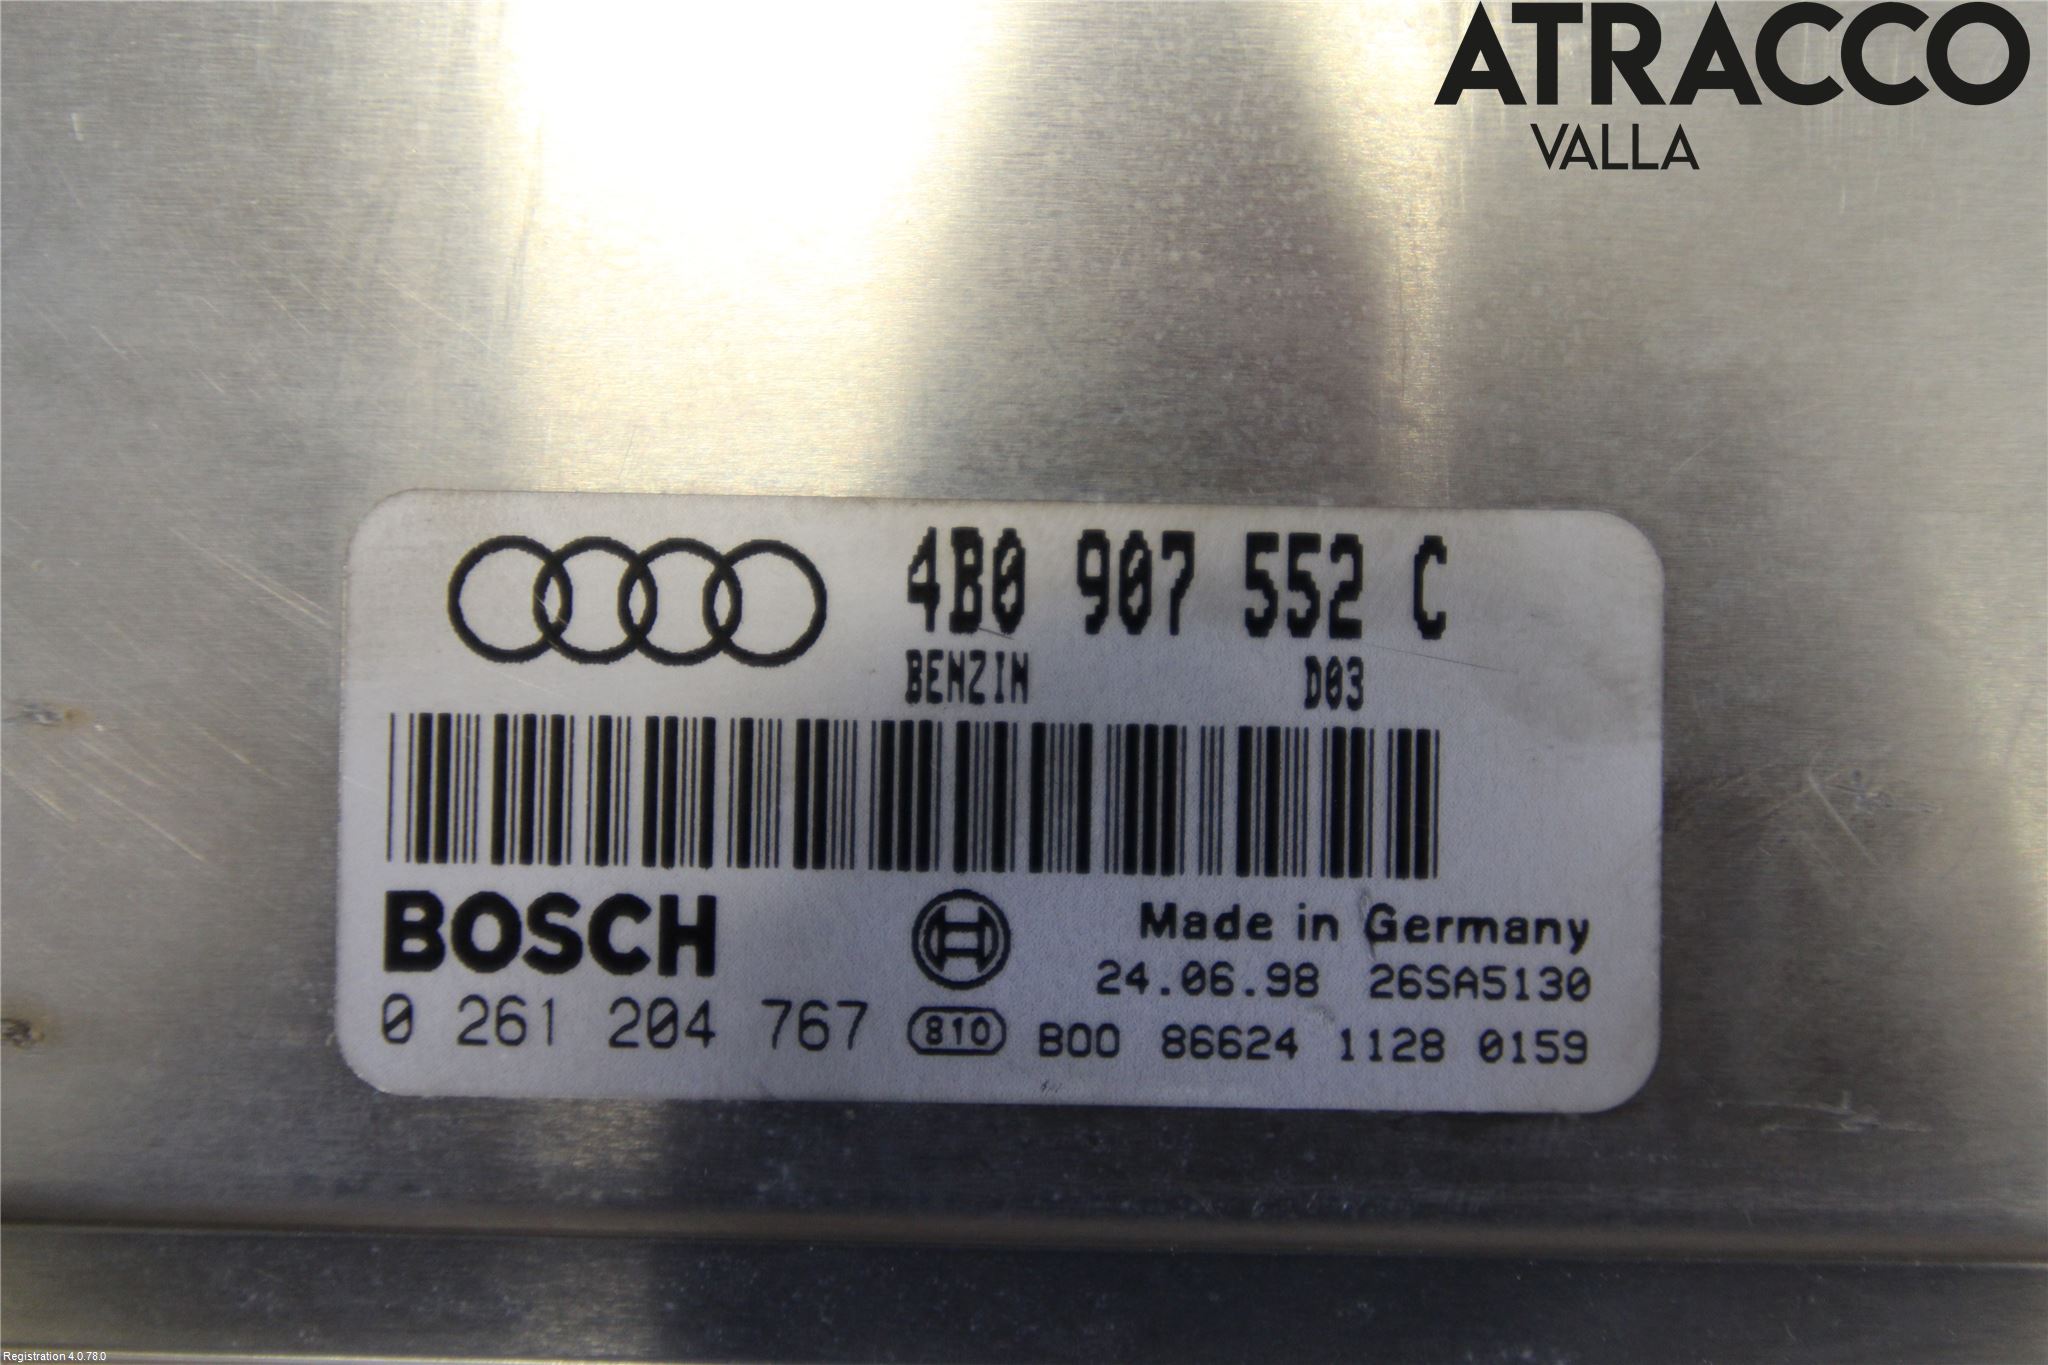 ATRACCO
VALLA
4B0 907 552 C
BENZIN D03
BOSCH
Made in Germany
24.06.98 26SA5130
0 261 204 767 810 B00 86624 1128 0159
Registration 4.0.78.0